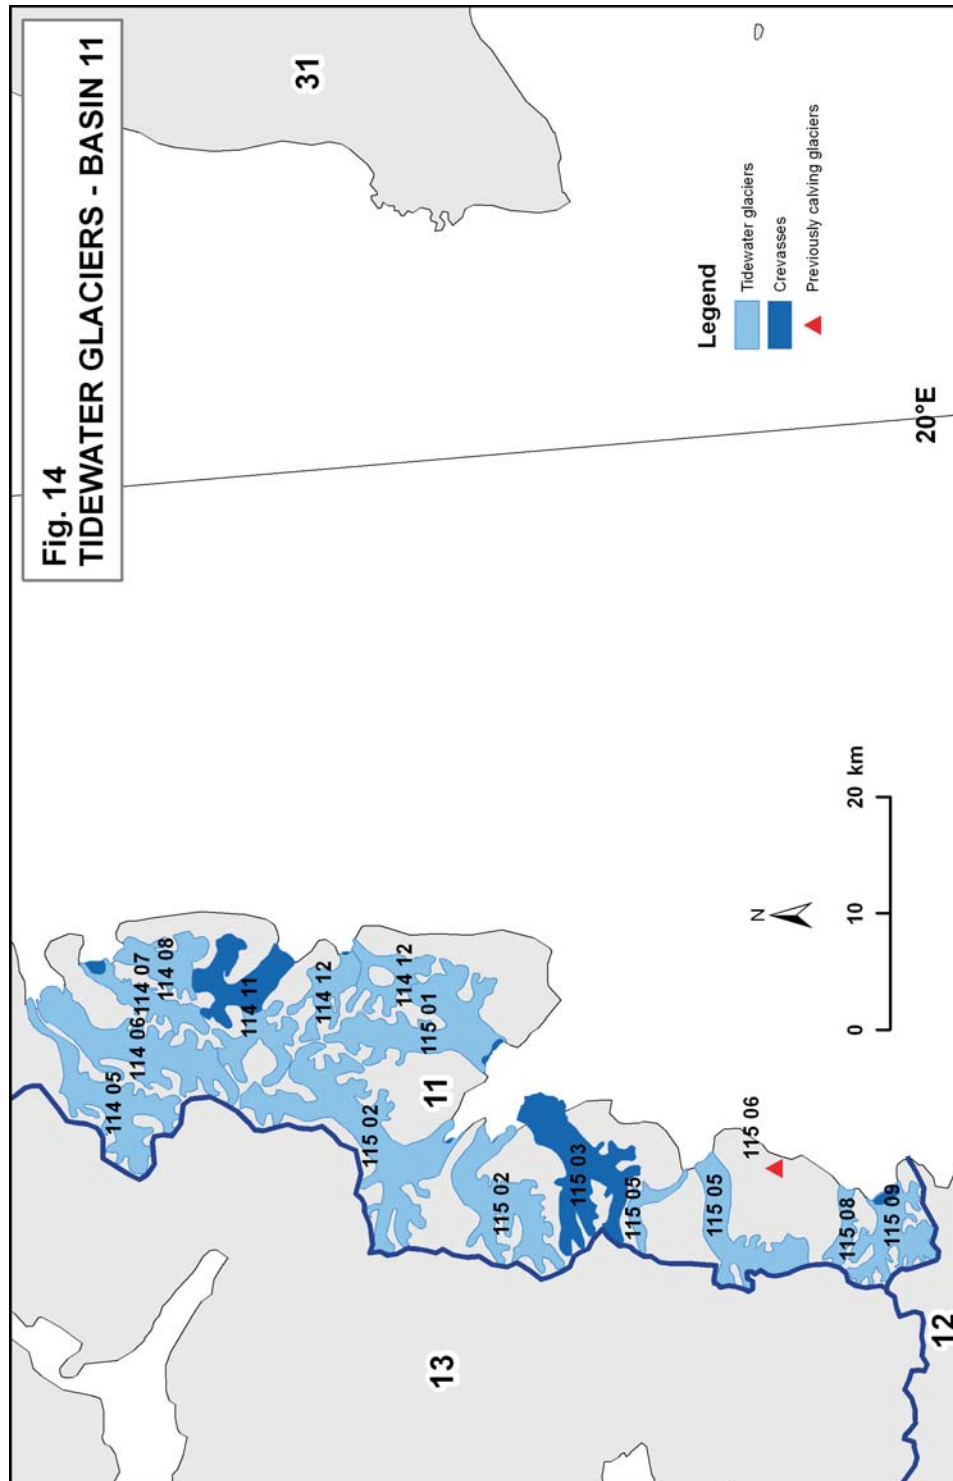 Fig. 14
TIDEWATER GLACIERS - BASIN 11
31
114 05
114 06
114 07
114 08
114 11
114 12
114 12
115 01
115 02
11
115 02
115 03
115 05
115 05
115 06
115 08
115 09
13
12
20°E
Legend
Tidewater glaciers
Crevasses
Previously calving glaciers
N
0 10 20 km